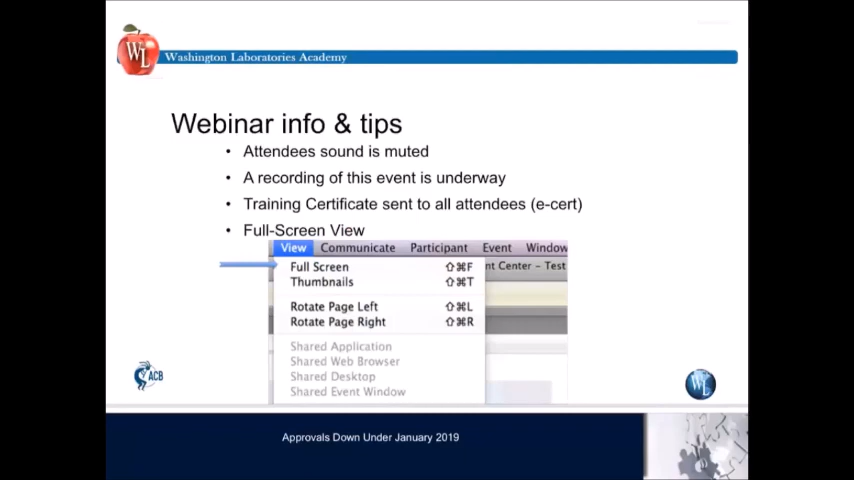 WL
Washington Laboratories Academy
Webinar info & tips
• Attendees sound is muted
• A recording of this event is underway
• Training Certificate sent to all attendees (e-cert)
• Full-Screen View
View Communicate Participant Event Window
Full Screen ⇧⌘F nt Center – Test
Thumbnails ⇧⌘T
Rotate Page Left ⇧⌘L
Rotate Page Right ⇧⌘R
Shared Application
Shared Web Browser
Shared Desktop
Shared Event Window
ACB
WL
Approvals Down Under January 2019